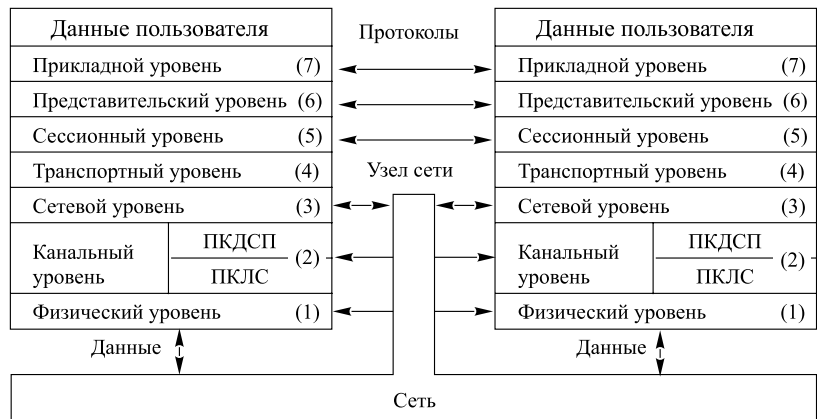 Данные пользователя Протоколы Данные пользователя
Прикладной уровень (7) Прикладной уровень (7)
Представительский уровень (6) Представительский уровень (6)
Сессионный уровень (5) Сессионный уровень (5)
Транспортный уровень (4) Узел сети Транспортный уровень (4)
Сетевой уровень (3) Сетевой уровень (3)
Канальный уровень ПКДСП ПКЛС (2) Канальный уровень ПКДСП ПКЛС (2)
Физический уровень (1) Физический уровень (1)
Данные Данные
Сеть